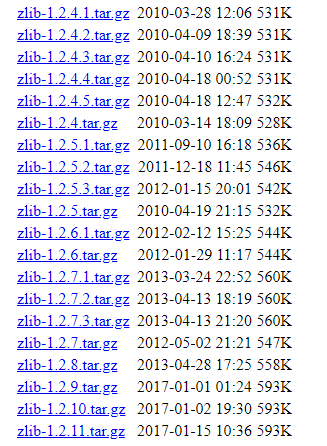 zlib-1.2.4.1.tar.gz 2010-03-28 12:06 531K
zlib-1.2.4.2.tar.gz 2010-04-09 18:39 531K
zlib-1.2.4.3.tar.gz 2010-04-10 16:24 531K
zlib-1.2.4.4.tar.gz 2010-04-18 00:52 531K
zlib-1.2.4.5.tar.gz 2010-04-18 12:47 532K
zlib-1.2.4.tar.gz 2010-03-14 18:09 528K
zlib-1.2.5.1.tar.gz 2011-09-10 16:18 536K
zlib-1.2.5.2.tar.gz 2011-12-18 11:45 546K
zlib-1.2.5.3.tar.gz 2012-01-15 20:01 542K
zlib-1.2.5.tar.gz 2010-04-19 21:15 532K
zlib-1.2.6.1.tar.gz 2012-02-12 15:25 544K
zlib-1.2.6.tar.gz 2012-01-29 11:17 544K
zlib-1.2.7.1.tar.gz 2013-03-24 22:52 560K
zlib-1.2.7.2.tar.gz 2013-04-13 18:19 560K
zlib-1.2.7.3.tar.gz 2013-04-13 21:20 560K
zlib-1.2.7.tar.gz 2012-05-02 21:21 547K
zlib-1.2.8.tar.gz 2013-04-28 17:25 558K
zlib-1.2.9.tar.gz 2017-01-01 01:24 593K
zlib-1.2.10.tar.gz 2017-01-02 19:30 593K
zlib-1.2.11.tar.gz 2017-01-15 10:36 593K